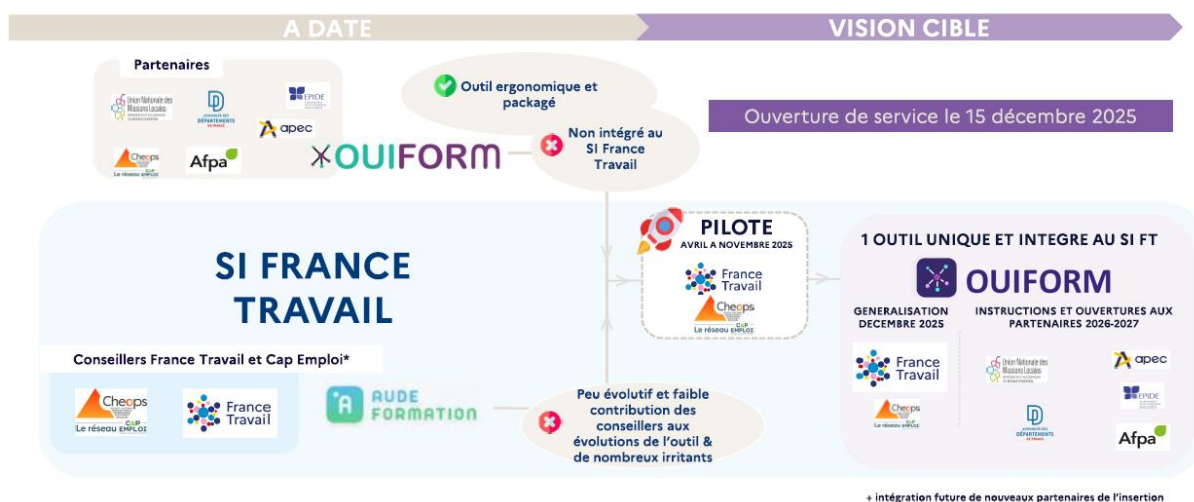 A DATE
VISION CIBLE
Partenaires
Union Nationale des
Missions Locales
DÉPARTEMENTS
DE FRANCE
EPIDE
apec
Cheops
Le réseau CAP EMPLOI
Afpa
OUIFORM
Outil ergonomique et
packagé
Non intégré au
SI France
Travail
Ouverture de service le 15 décembre 2025
SI FRANCE
TRAVAIL
Conseillers France Travail et Cap Emploi*
Cheops
Le réseau CAP EMPLOI
France
Travail
AUDE
FORMATION
Peu évolutif et faible
contribution des
conseillers aux
évolutions de l'outil &
de nombreux irritants
PILOTE
AVRIL A NOVEMBRE 2025
France
Travail
Cheops
Le réseau CAP EMPLOI
1 OUTIL UNIQUE ET INTEGRE AU SI FT
OUIFORM
GENERALISATION
DECEMBRE 2025
France
Travail
Cheops
Le réseau CAP EMPLOI
INSTRUCTIONS ET OUVERTURES AUX
PARTENAIRES 2026-2027
Union Nationale des
Missions Locales
apec
EPIDE
DÉPARTEMENTS
DE FRANCE
Afpa
+ intégration future de nouveaux partenaires de l'insertion